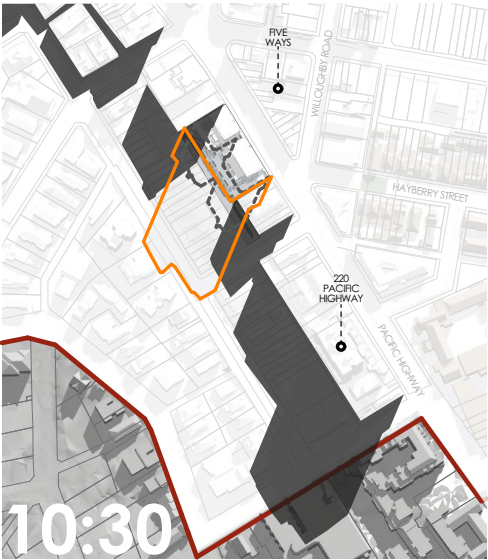 FIVE
WAYS
WILLOUGHBY ROAD
HAYBERRY STREET
220
PACIFIC
HIGHWAY
PACIFIC HIGHWAY
10:30